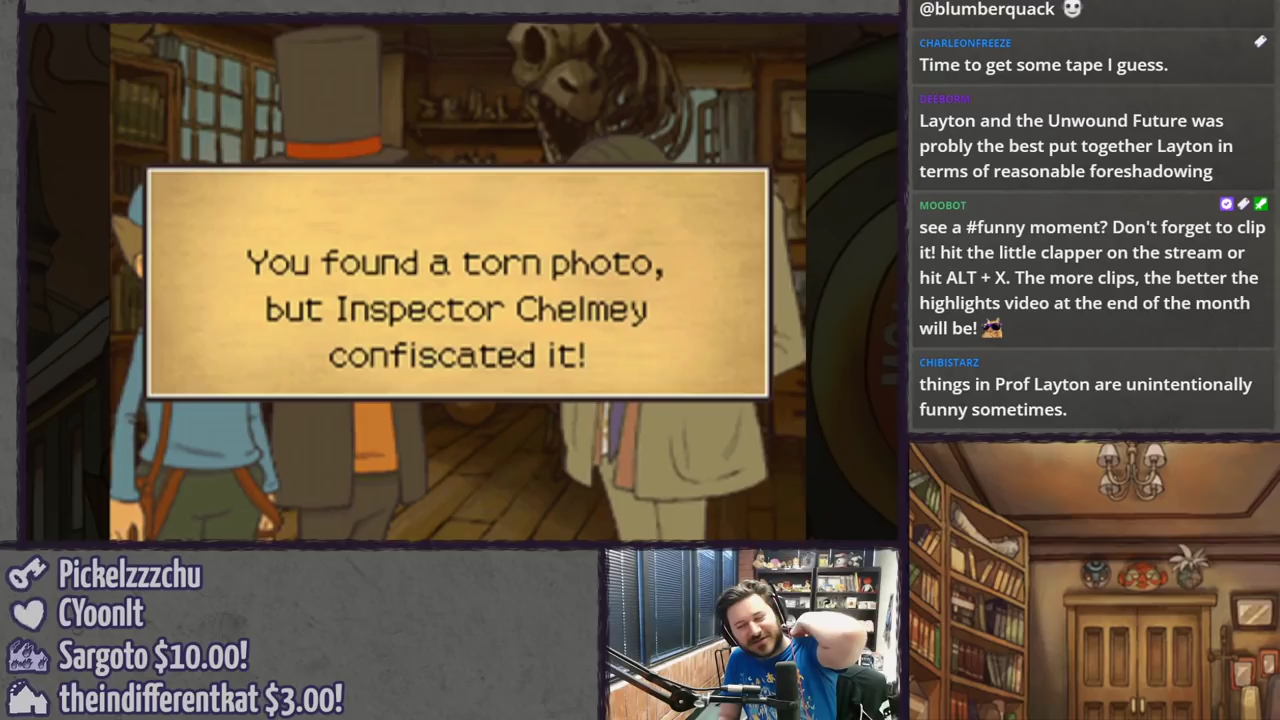 You found a torn photo,
but Inspector Chelmey
confiscated it!
@blumberquack
CHARLEONFREEZE
Time to get some tape I guess.
DEEBORM
Layton and the Unwound Future was
probly the best put together Layton in
terms of reasonable foreshadowing
MOOBOT
see a #funny moment? Don't forget to clip
it! hit the little clapper on the stream or
hit ALT + X. The more clips, the better the
highlights video at the end of the month
will be!
CHIBISTARZ
things in Prof Layton are unintentionally
funny sometimes.
Pickelzzzchu
CYoonIt
Sargoto $10.00!
theindifferentkat $3.00!